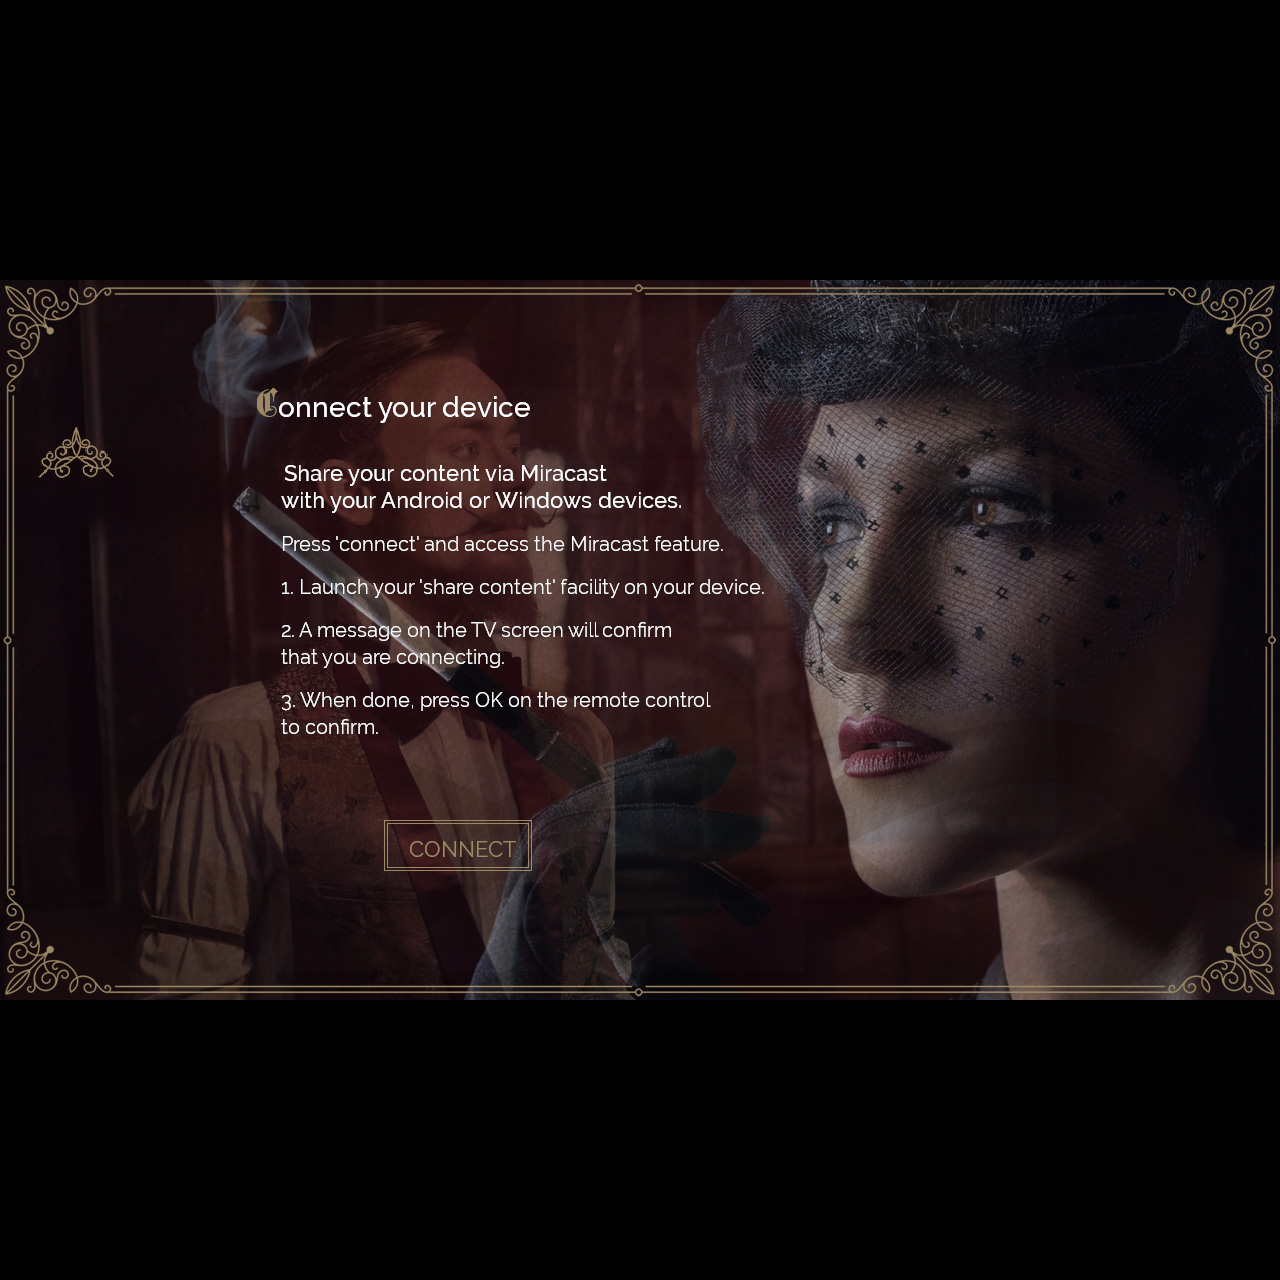 Connect your device
Share your content via Miracast
with your Android or Windows devices.
Press 'connect' and access the Miracast feature.
1. Launch your 'share content' facility on your device.
2. A message on the TV screen will confirm
that you are connecting.
3. When done, press OK on the remote control
to confirm.
CONNECT